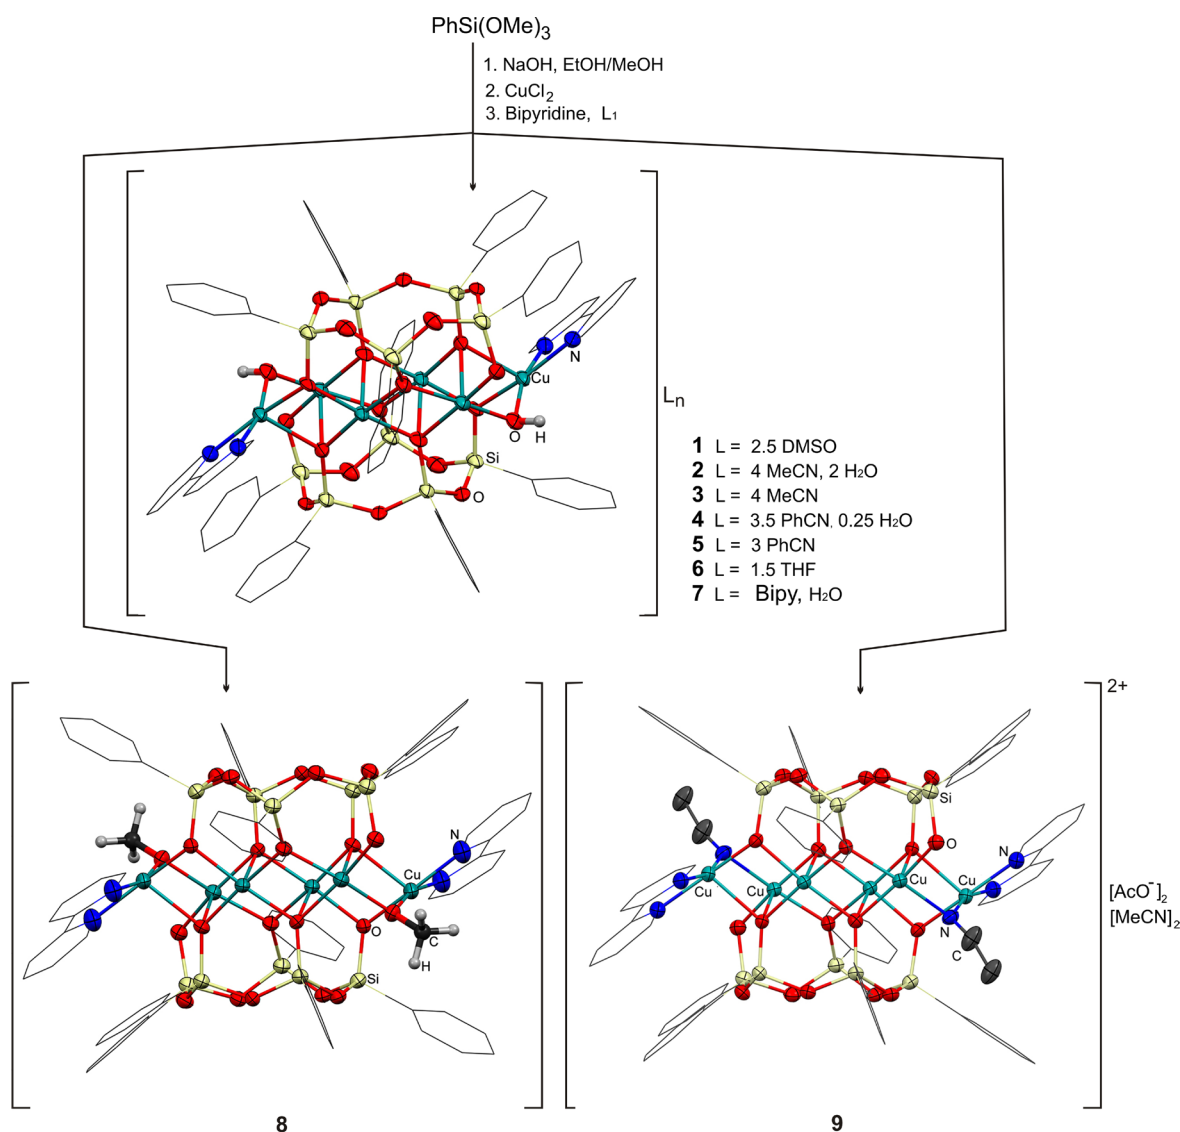 PhSi(OMe)3
1. NaOH, EtOH/MeOH
2. CuCl2
3. Bipyridine, L1
N
Cu
O H
Si
O
Ln
1 L = 2.5 DMSO
2 L = 4 MeCN, 2 H2O
3 L = 4 MeCN
4 L = 3.5 PhCN, 0.25 H2O
5 L = 3 PhCN
6 L = 1.5 THF
7 L = Bipy, H2O
N
Cu
O
C
H
Si
8
2+
Si
O
N
Cu
Cu
Cu
Cu
N
C
[AcO-]2
[MeCN]2
9